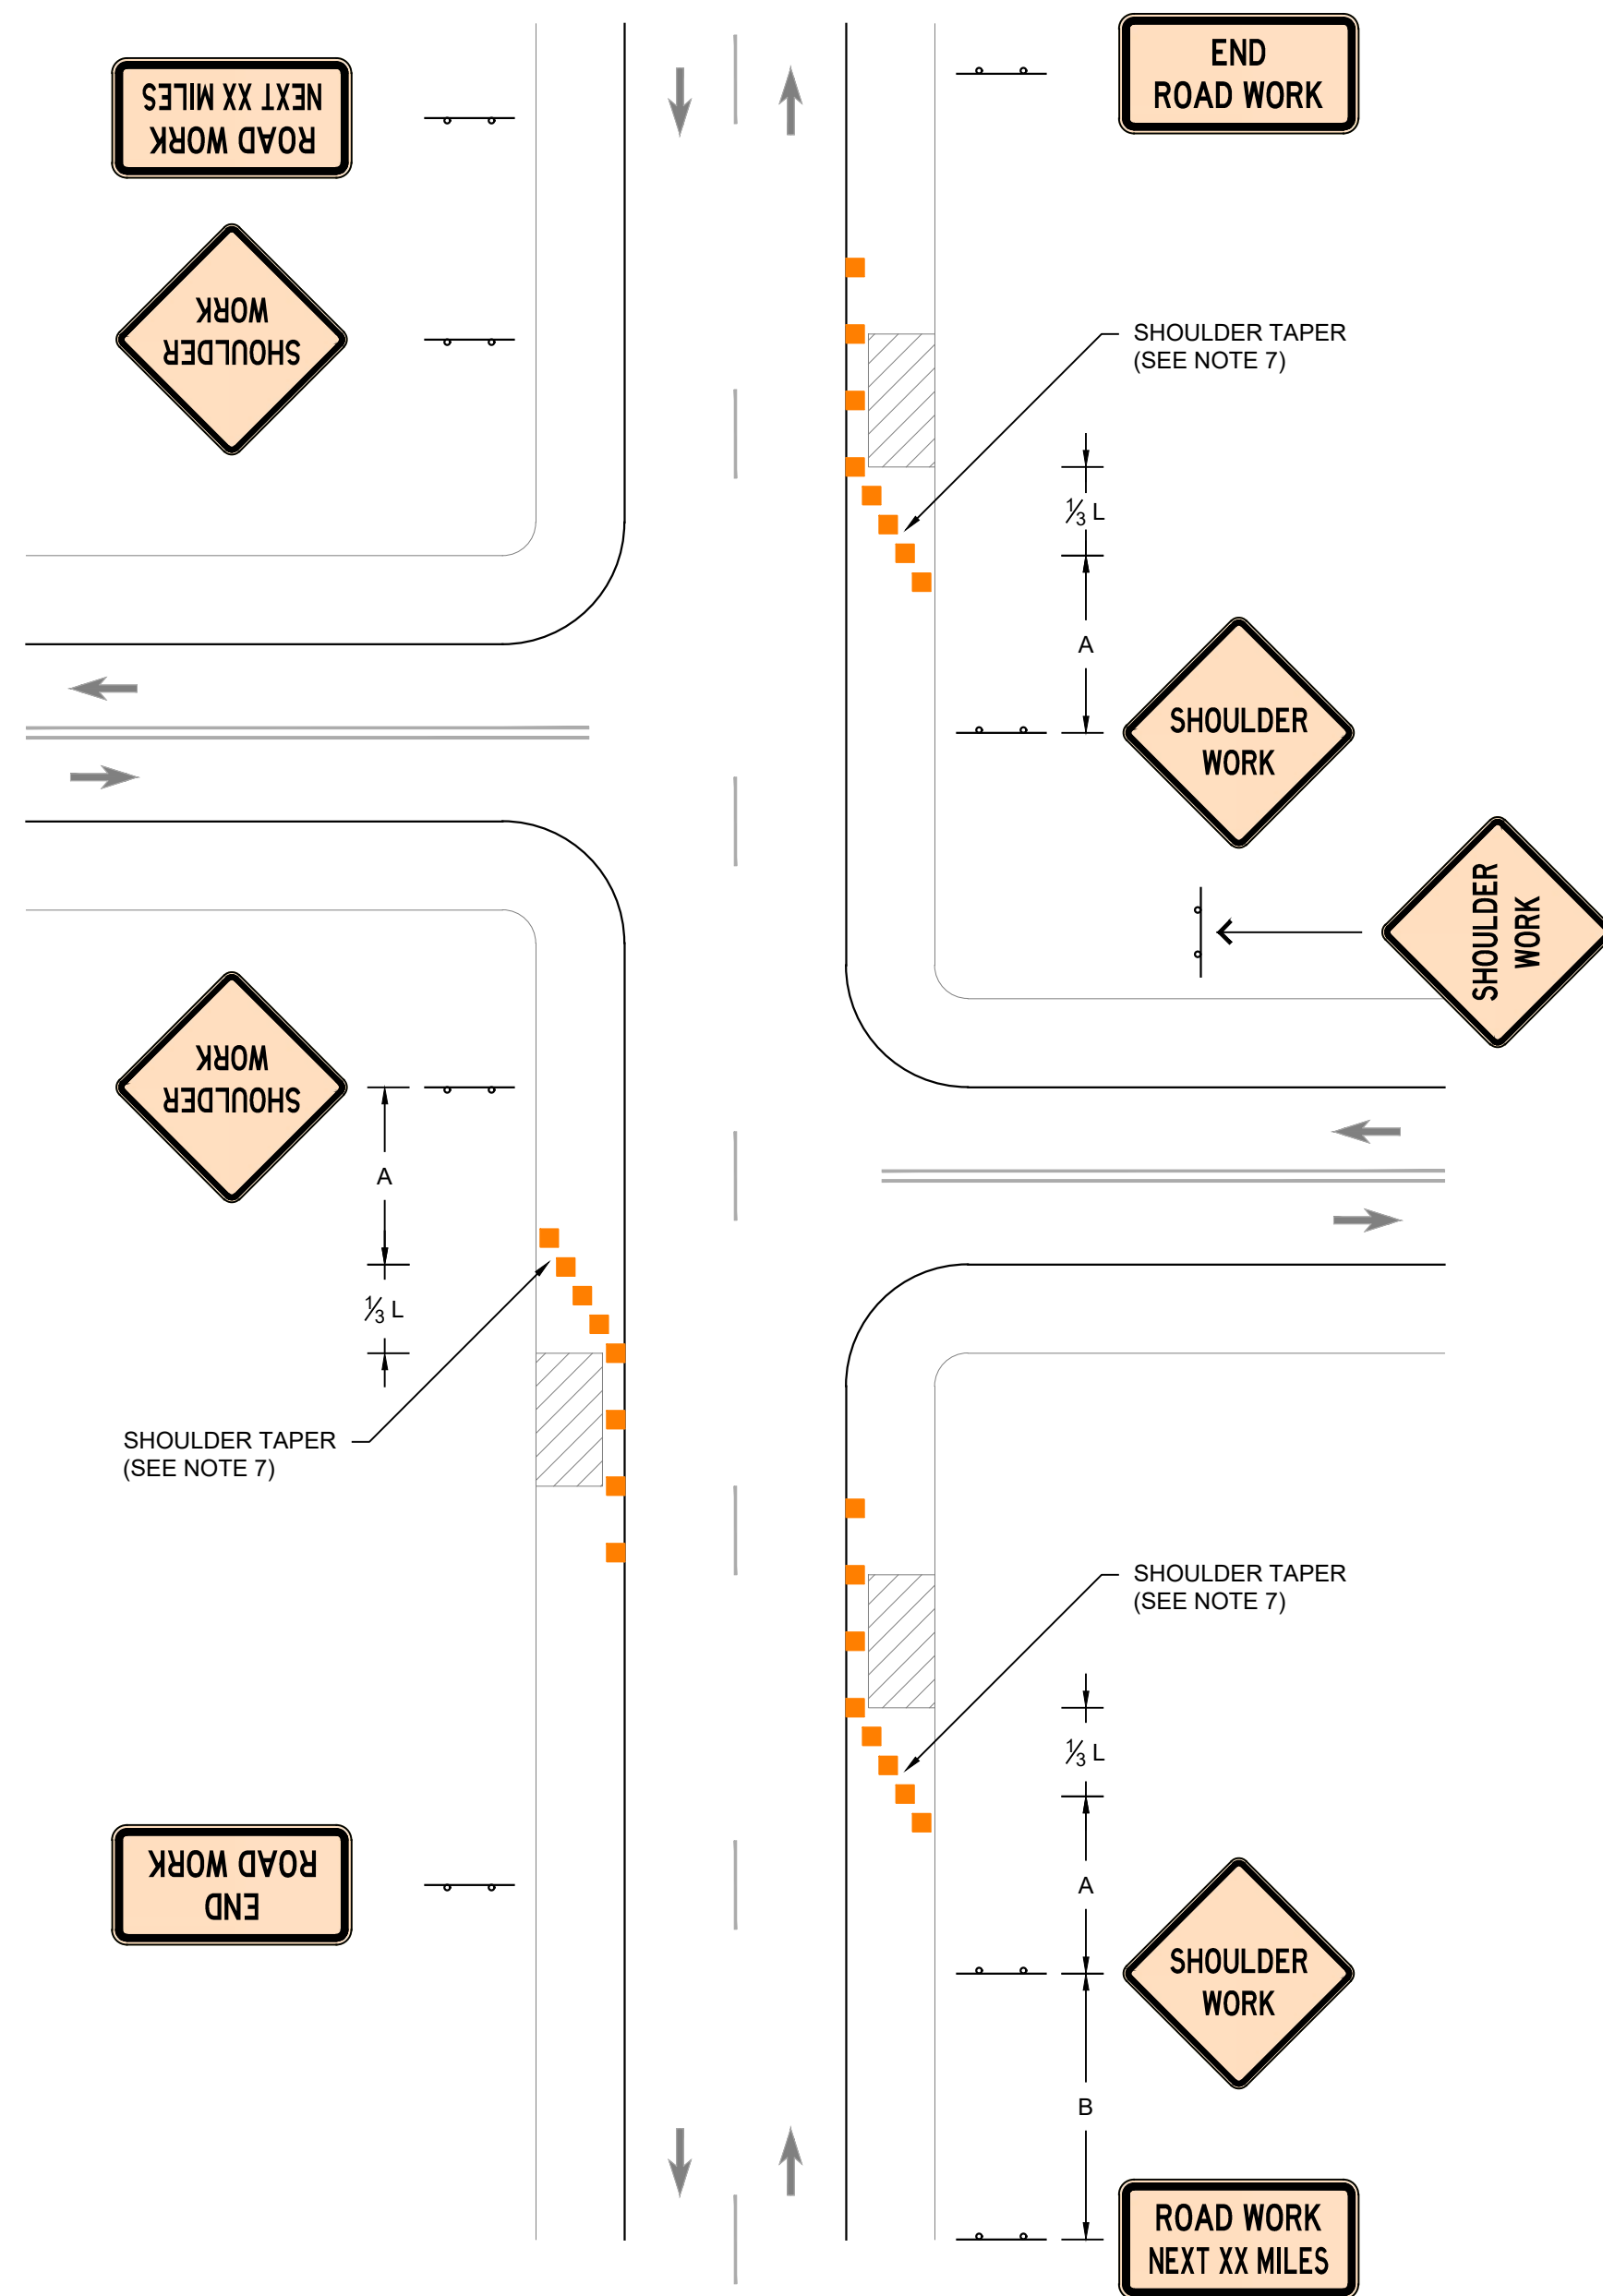 ROAD WORK
NEXT XX MILES
END
ROAD WORK
SHOULDER
WORK
SHOULDER TAPER
(SEE NOTE 7)
1/3 L
A
SHOULDER
WORK
SHOULDER
WORK
SHOULDER
WORK
A
1/3 L
SHOULDER TAPER
(SEE NOTE 7)
SHOULDER TAPER
(SEE NOTE 7)
1/3 L
A
END
ROAD WORK
SHOULDER
WORK
B
ROAD WORK
NEXT XX MILES